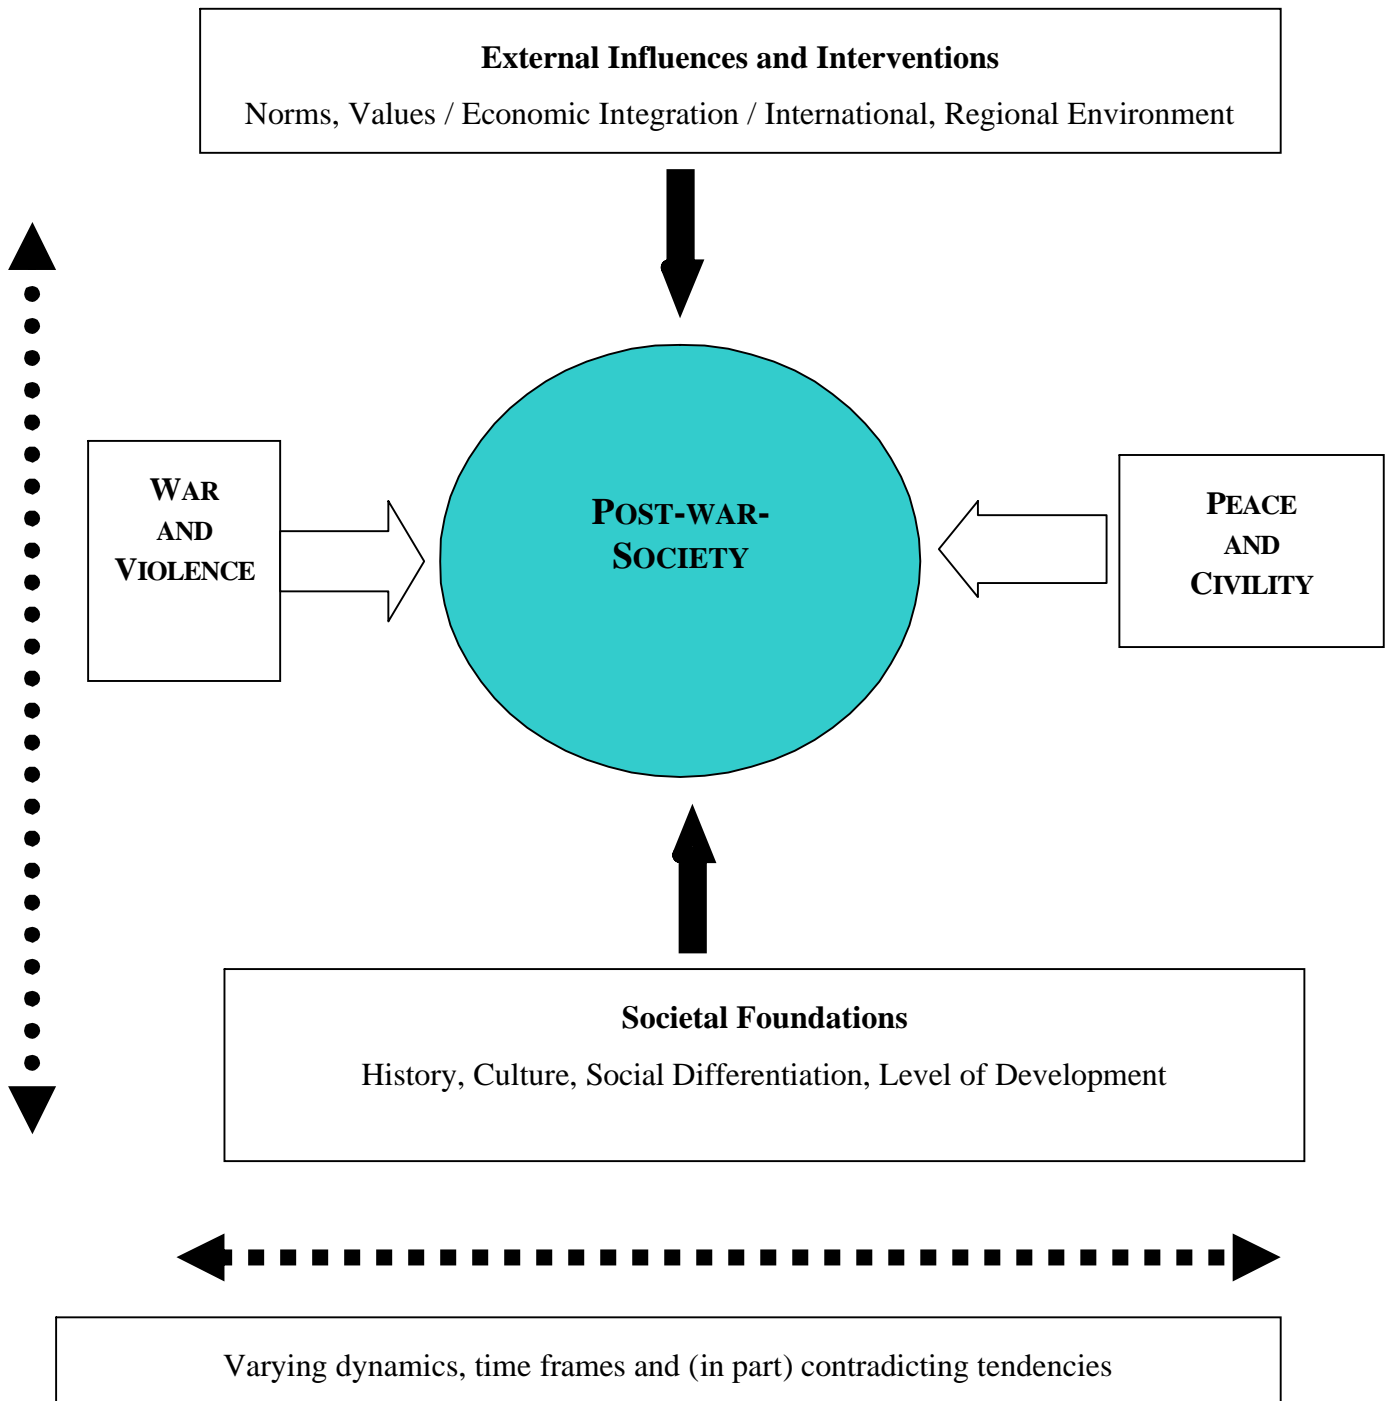 External Influences and Interventions
Norms, Values / Economic Integration / International, Regional Environment
WAR
AND
VIOLENCE
POST-WAR-
SOCIETY
PEACE
AND
CIVILITY
Societal Foundations
History, Culture, Social Differentiation, Level of Development
Varying dynamics, time frames and (in part) contradicting tendencies